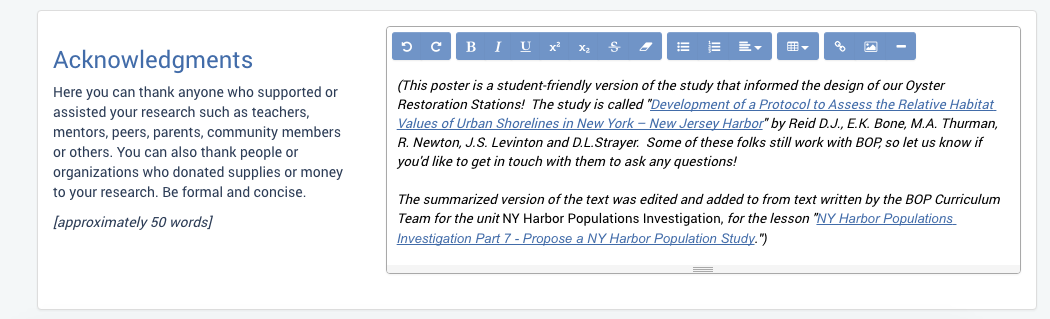 Acknowledgments
Here you can thank anyone who supported or
assisted your research such as teachers,
mentors, peers, parents, community members
or others. You can also thank people or
organizations who donated supplies or money
to your research. Be formal and concise.
[approximately 50 words]
B I U x² x₂ S
(This poster is a student-friendly version of the study that informed the design of our Oyster
Restoration Stations!  The study is called "Development of a Protocol to Assess the Relative Habitat
Values of Urban Shorelines in New York – New Jersey Harbor" by Reid D.J., E.K. Bone, M.A. Thurman,
R. Newton, J.S. Levinton and D.L.Strayer.  Some of these folks still work with BOP, so let us know if
you'd like to get in touch with them to ask any questions!
The summarized version of the text was edited and added to from text written by the BOP Curriculum
Team for the unit NY Harbor Populations Investigation, for the lesson "NY Harbor Populations
Investigation Part 7 - Propose a NY Harbor Population Study.")